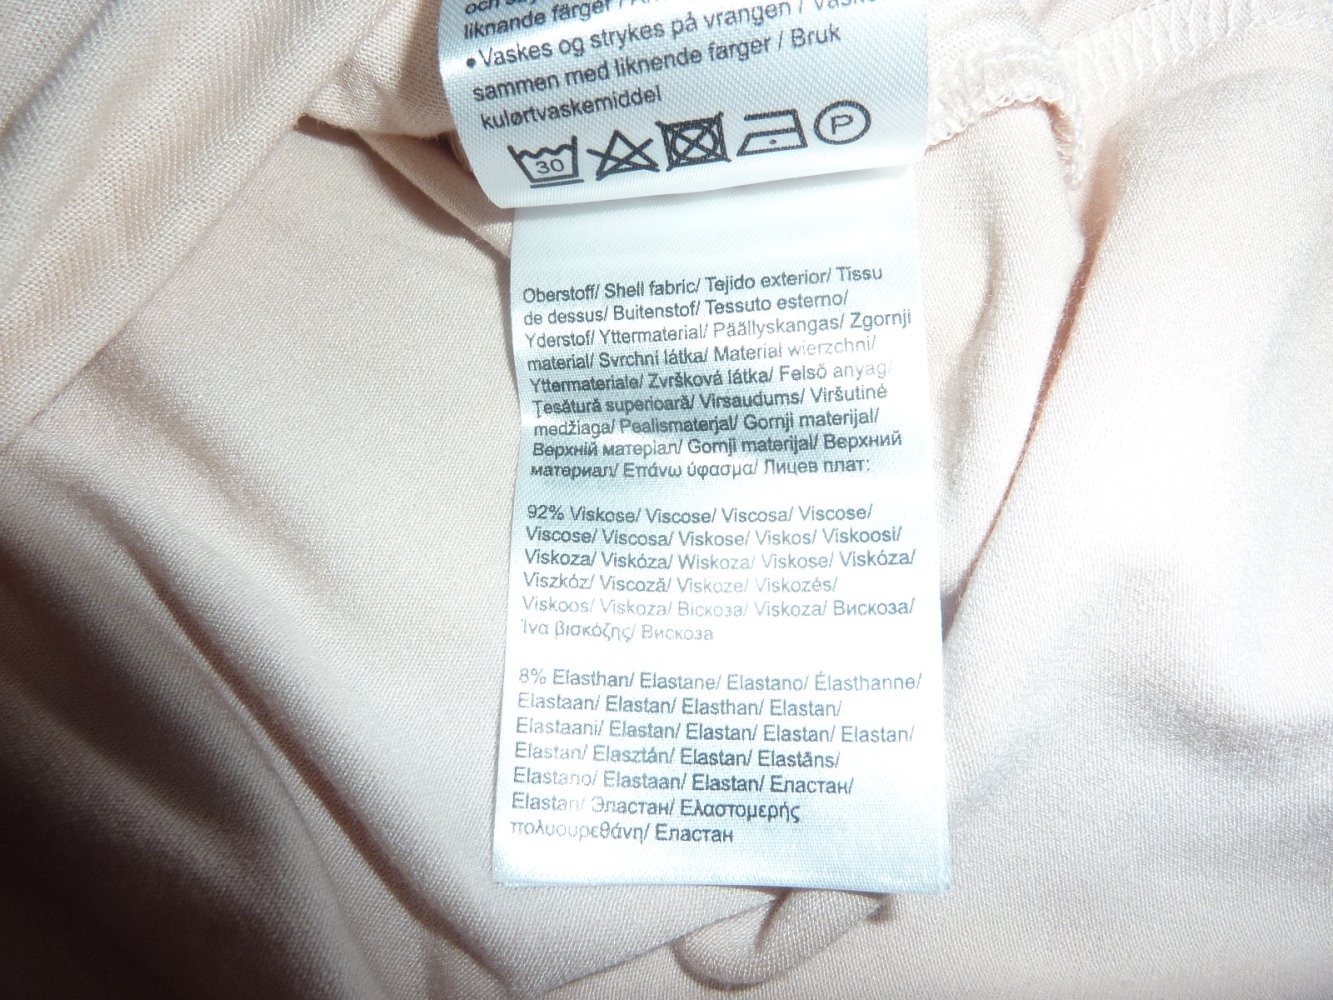 liknande färger
• Vaskes og strykes på vrangen /
sammen med liknende farger / Bruk
kulørtvaskemiddel
30 P
Oberstoff/ Shell fabric/ Tejido exterior/ Tissu
de dessus/ Buitenstof/ Tessuto esterno/
Yderstof/ Yttermaterial/ Päällyskangas/ Zgornji
material/ Svrchní látka/ Materiał wierzchni/
Yttermateriale/ Zvršková látka/ Felső anyag/
Țesătură superioară/ Virsaudums/ Viršutinė
medžiaga/ Pealismaterjal/ Gornji materijal/
Верхній матеріал/ Gornji materijal/ Верхний
материал/ Επάνω ύφασμα/ Лицев плат:
92% Viskose/ Viscose/ Viscosa/ Viscose/
Viscose/ Viscosa/ Viskose/ Viskos/ Viskoosi/
Viskoza/ Viskóza/ Wiskoza/ Viskose/ Viskóza/
Viszkóz/ Viscoză/ Viskoze/ Viskozės/
Viskoos/ Viskoza/ Віскоза/ Viskoza/ Вискоза/
Ίνα βισκόζης/ Вискоза
8% Elasthan/ Elastane/ Elastano/ Élasthanne/
Elastaan/ Elastan/ Elasthan/ Elastan/
Elastaani/ Elastan/ Elastan/ Elastan/ Elastan/
Elastan/ Elasztán/ Elastan/ Elastāns/
Elastano/ Elastaan/ Elastan/ Еластан/
Elastan/ Эластан/ Ελαστομερής
πολυουρεθάνη/ Еластан